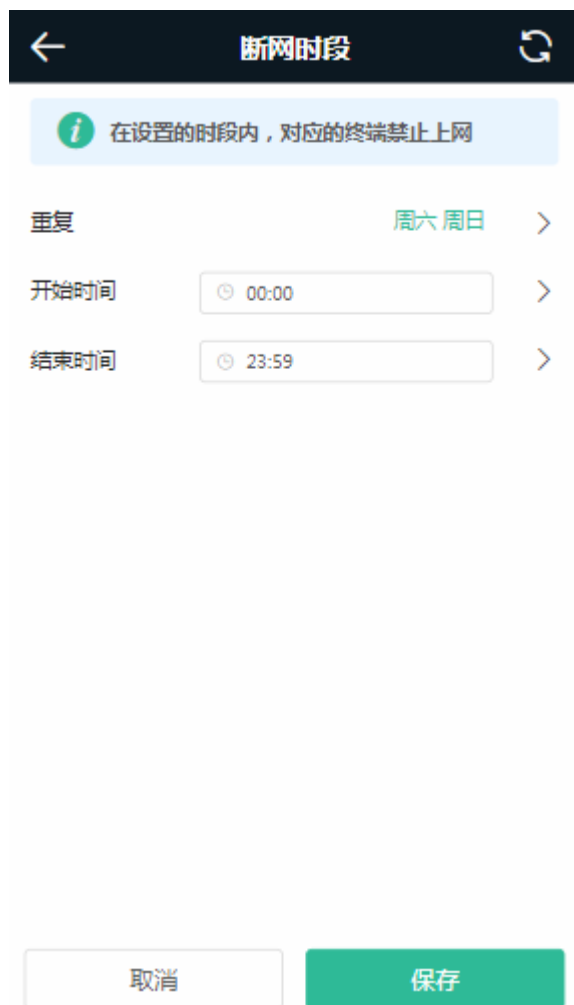 断网时段
在设置的时段内，对应的终端禁止上网
重复 周六 周日
开始时间 00:00
结束时间 23:59
取消 保存